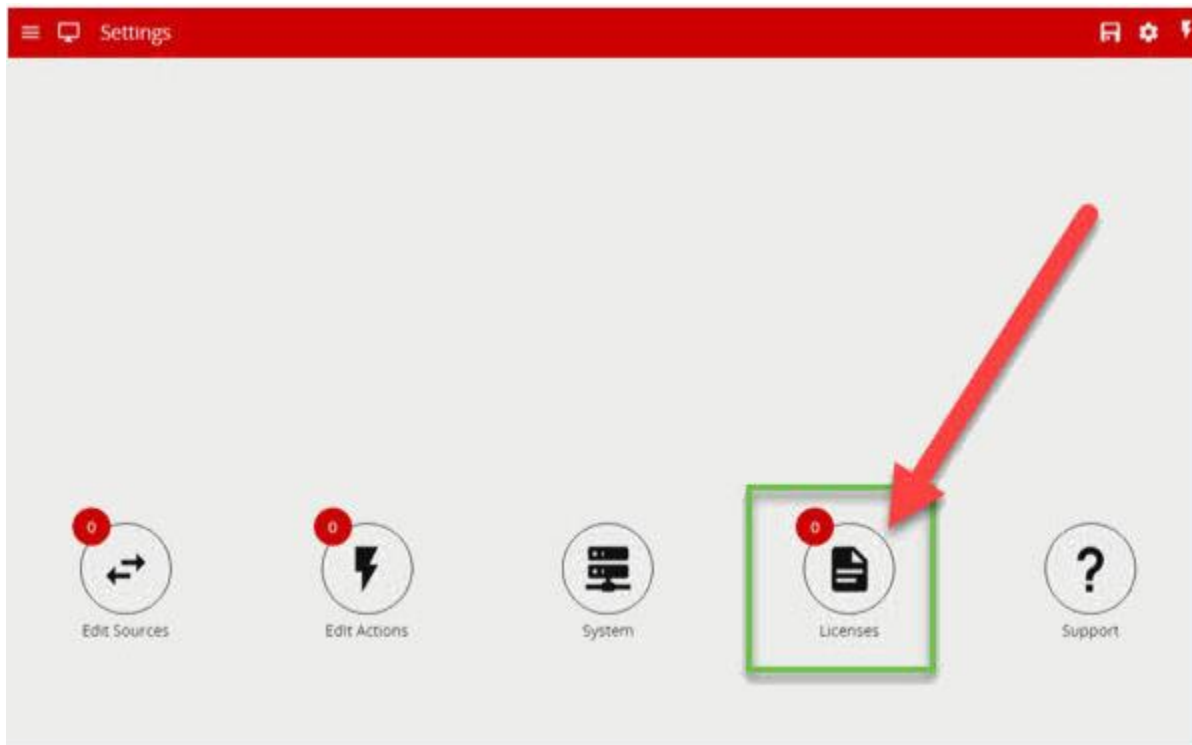 Settings
0
0
0
Edit Sources
Edit Actions
System
Licenses
Support